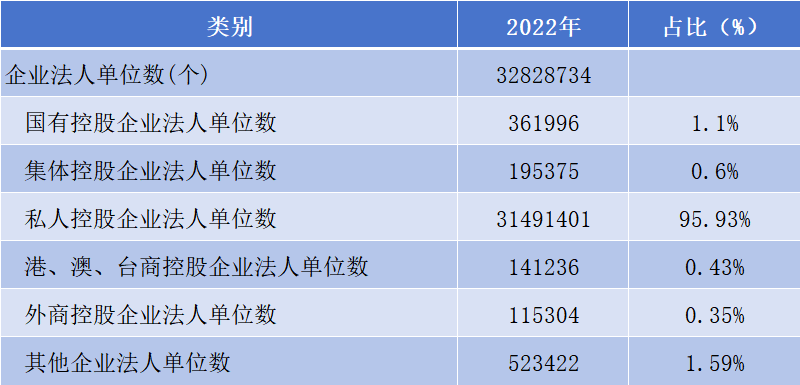 类别 2022年 占比（%）
企业法人单位数(个) 32828734
国有控股企业法人单位数 361996 1.1%
集体控股企业法人单位数 195375 0.6%
私人控股企业法人单位数 31491401 95.93%
港、澳、台商控股企业法人单位数 141236 0.43%
外商控股企业法人单位数 115304 0.35%
其他企业法人单位数 523422 1.59%